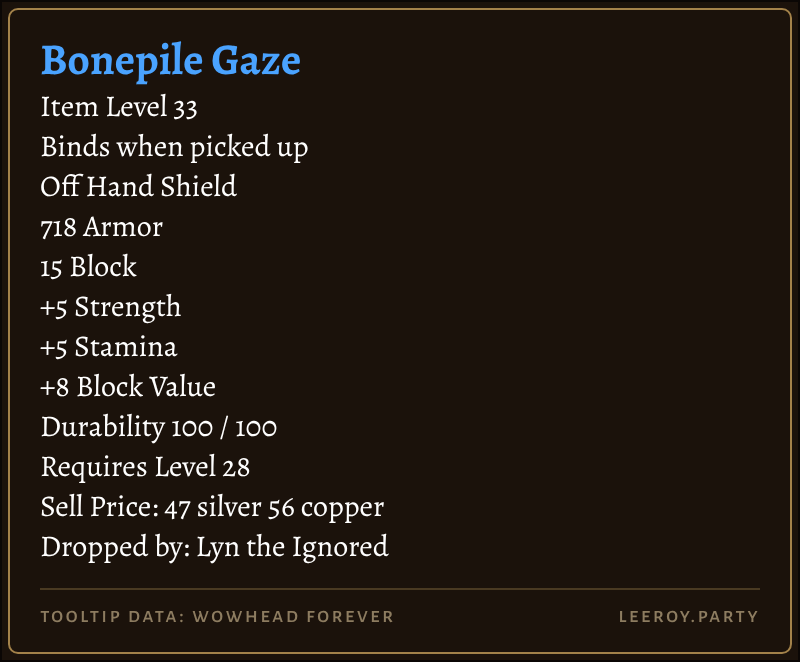 Bonepile Gaze
Item Level 33
Binds when picked up
Off Hand Shield
718 Armor
15 Block
+5 Strength
+5 Stamina
+8 Block Value
Durability 100 / 100
Requires Level 28
Sell Price: 47 silver 56 copper
Dropped by: Lyn the Ignored
TOOLTIP DATA: WOWHEAD FOREVER
LEEROY.PARTY